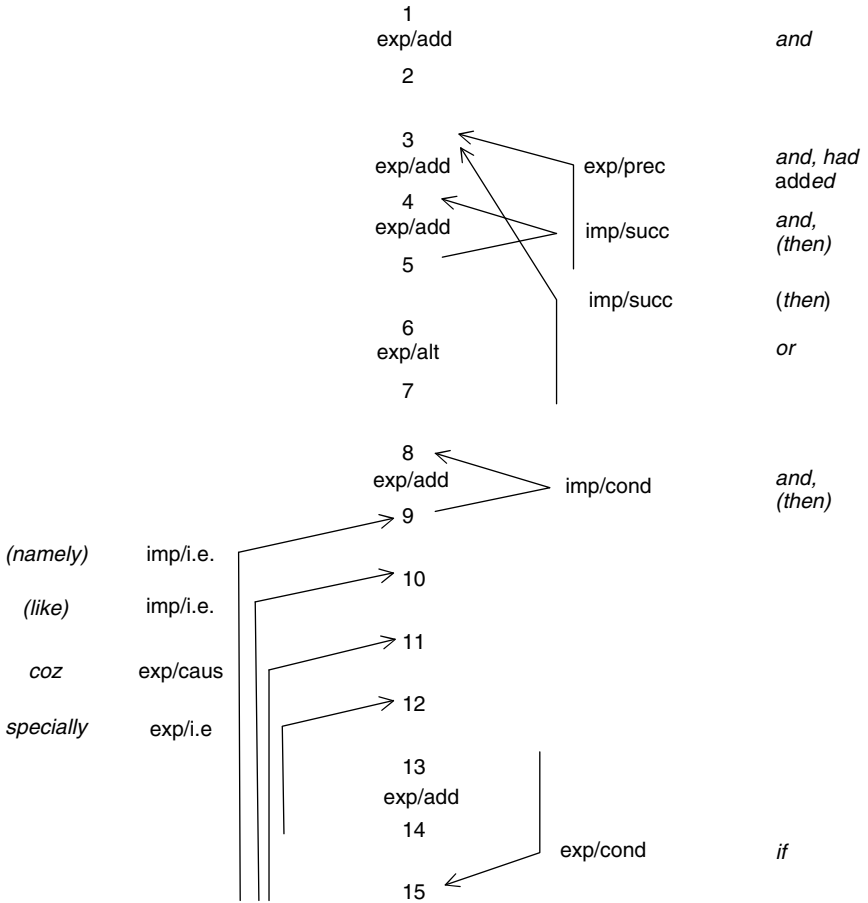 1
exp/add and
2
3
exp/add exp/prec and, had
added
4
exp/add imp/succ and,
(then)
5
imp/succ (then)
6
exp/alt or
7
8
exp/add imp/cond and,
(then)
9
(namely) imp/i.e.
10
(like) imp/i.e.
11
coz exp/caus
12
specially exp/i.e
13
exp/add
14
exp/cond if
15